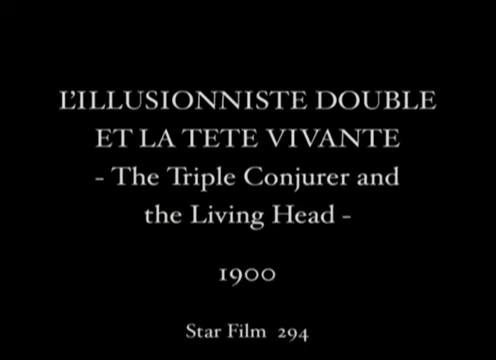 L'ILLUSIONNISTE DOUBLE
ET LA TETE VIVANTE
- The Triple Conjurer and
the Living Head -
1900
Star Film 294